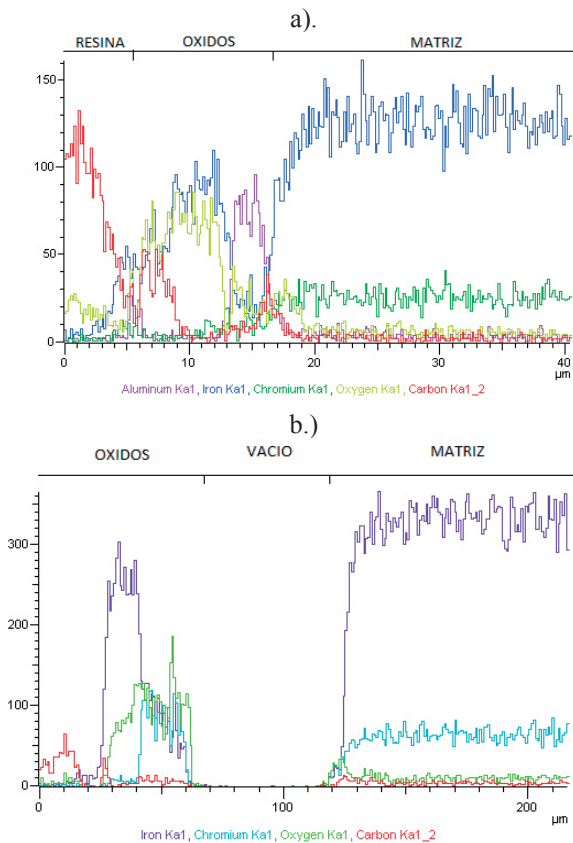 a).
RESINA OXIDOS MATRIZ
150
100
50
0
0 10 20 30 40
µm
Aluminum Ka1, Iron Ka1, Chromium Ka1, Oxygen Ka1, Carbon Ka1_2
b.)
OXIDOS VACIO MATRIZ
300
200
100
0
0 100 200
µm
Iron Ka1, Chromium Ka1, Oxygen Ka1, Carbon Ka1_2